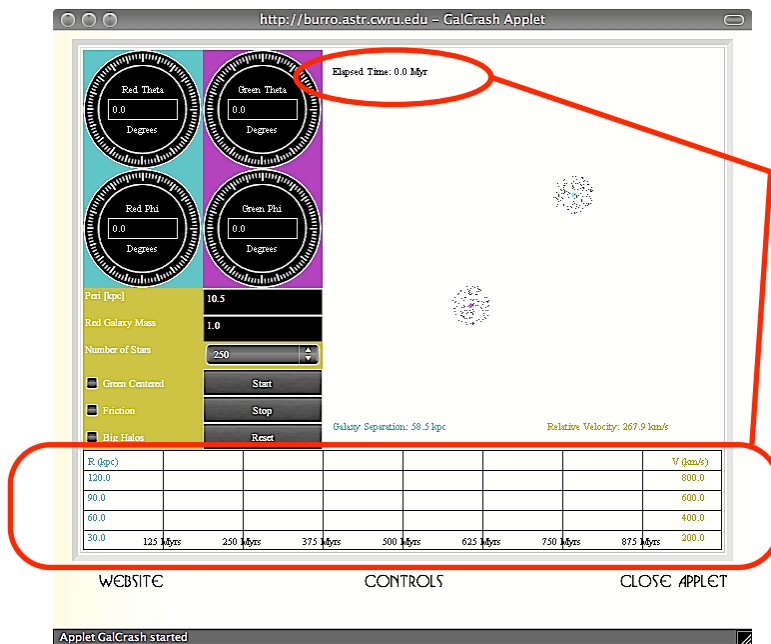 http://burro.astr.cwru.edu – GalCrash Applet
Elapsed Time: 0.0 Myr
Red Theta
Green Theta
0.0
0.0
Degrees
Degrees
Red Phi
Green Phi
0.0
0.0
Degrees
Degrees
Peri [kpc]
10.5
Red Galaxy Mass
1.0
Number of Stars
250
Green Centered
Start
Friction
Stop
Big Halos
Reset
Galaxy Separation: 58.5 kpc
Relative Velocity: 267.9 km/s
R (kpc)
V (km/s)
120.0
800.0
90.0
600.0
60.0
400.0
30.0
125 Myrs
250 Myrs
375 Myrs
500 Myrs
625 Myrs
750 Myrs
875 Myrs
200.0
WEBSITE
CONTROLS
CLOSE APPLET
Applet GalCrash started